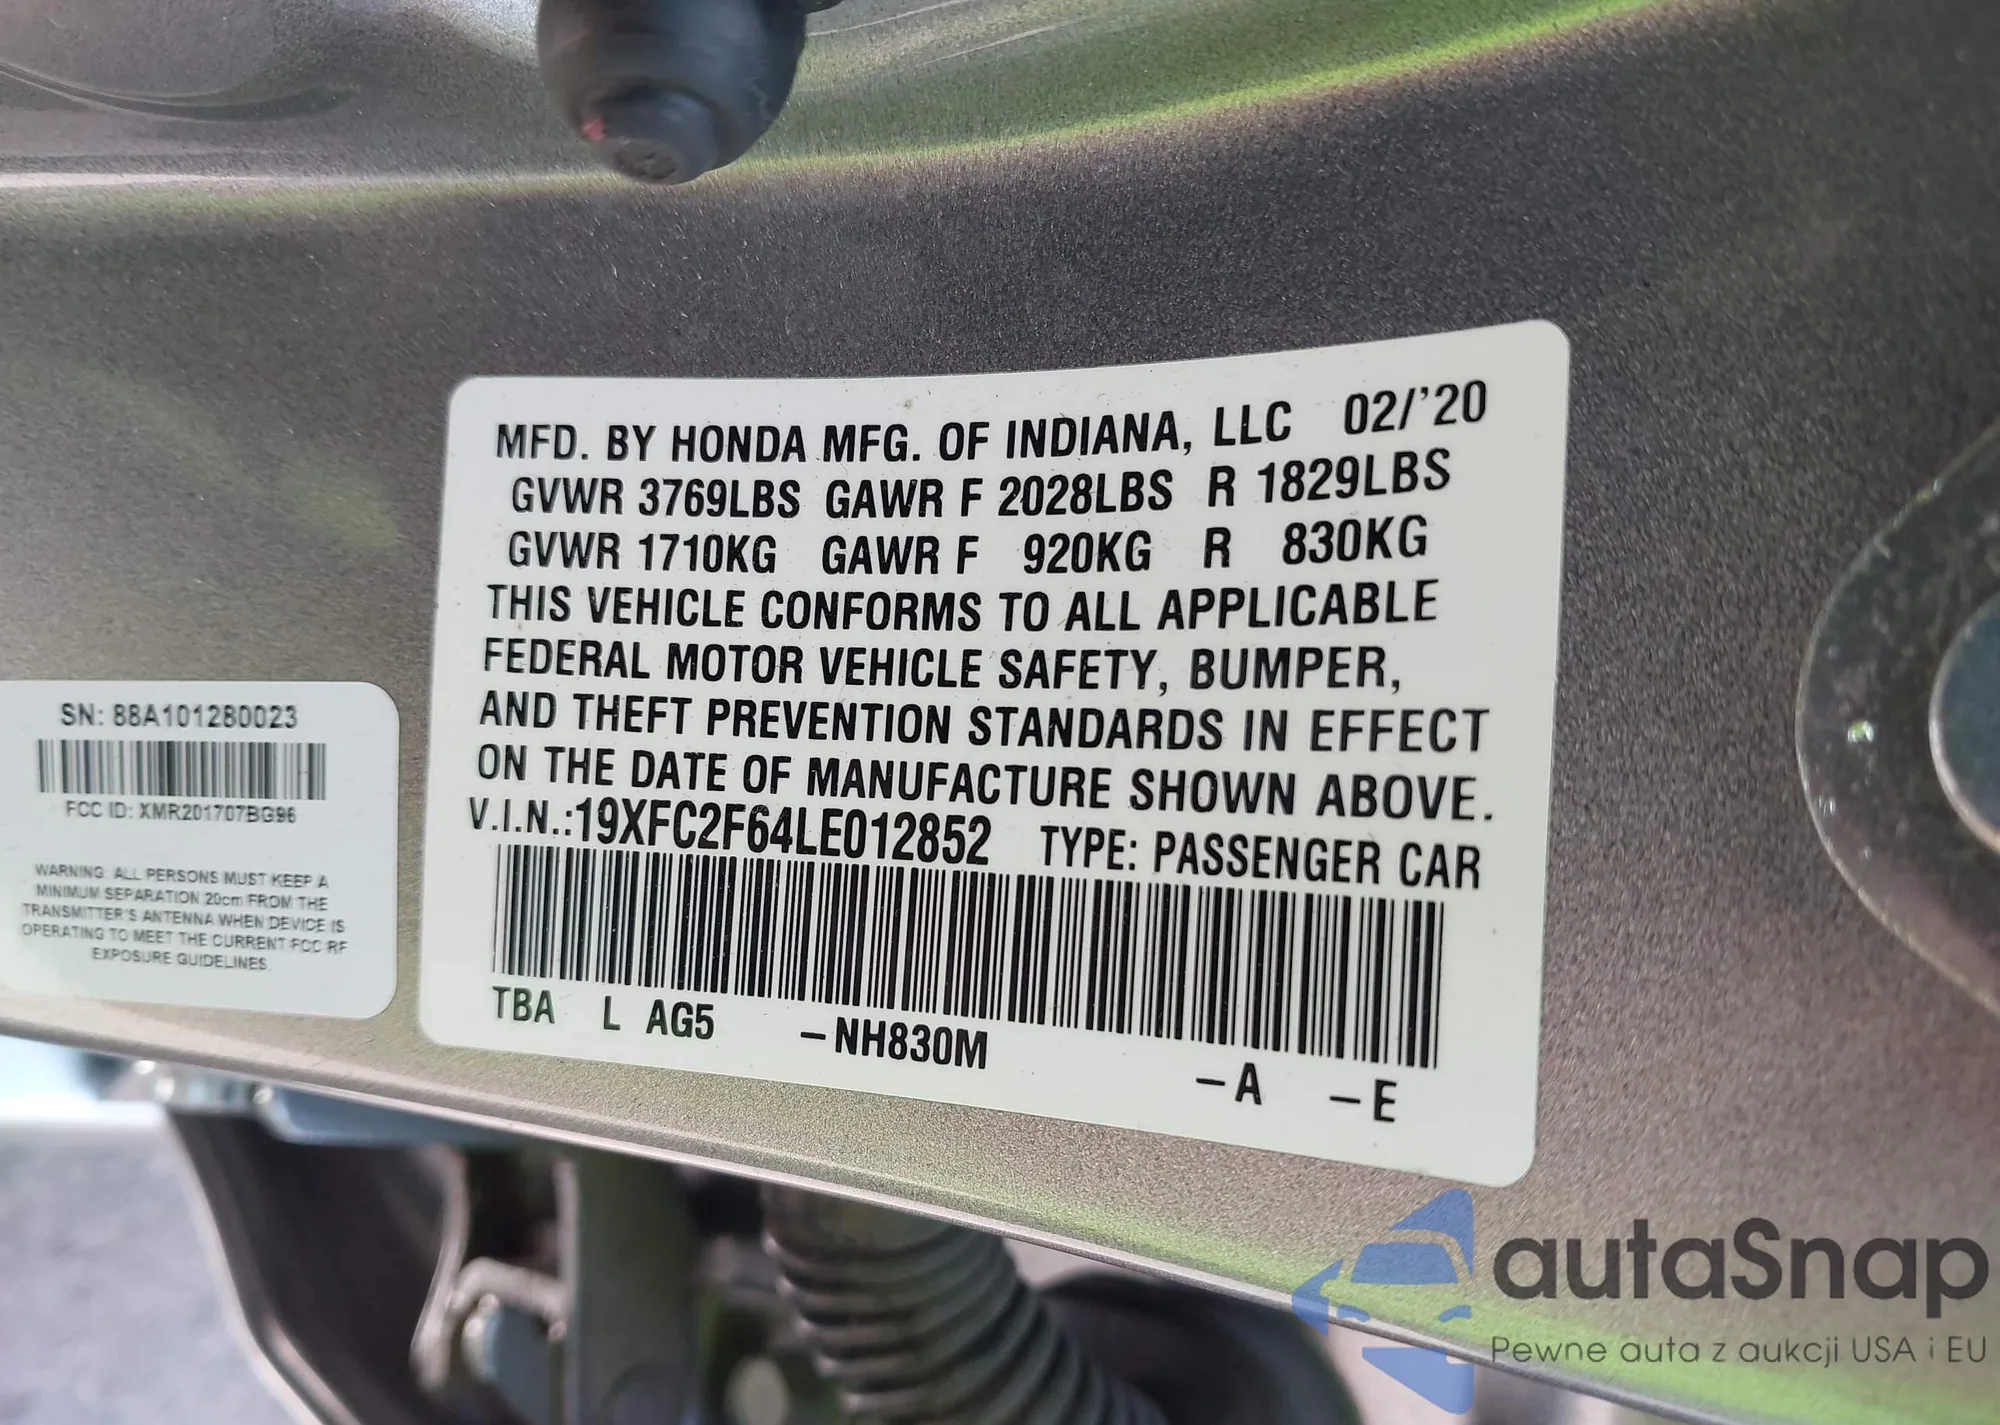 MFD. BY HONDA MFG. OF INDIANA, LLC 02/'20
GVWR 3769LBS GAWR F 2028LBS R 1829LBS
GVWR 1710KG GAWR F 920KG R 830KG
THIS VEHICLE CONFORMS TO ALL APPLICABLE
FEDERAL MOTOR VEHICLE SAFETY, BUMPER,
AND THEFT PREVENTION STANDARDS IN EFFECT
ON THE DATE OF MANUFACTURE SHOWN ABOVE.
V.I.N.:19XFC2F64LE012852 TYPE: PASSENGER CAR
TBA L AG5 –NH830M –A –E
SN: 88A101280023
FCC ID: XMR201707BG96
WARNING: ALL PERSONS MUST KEEP A
MINIMUM SEPARATION 20cm FROM THE
TRANSMITTER'S ANTENNA WHEN DEVICE IS
OPERATING TO MEET THE CURRENT FCC RF
EXPOSURE GUIDELINES.
autaSnap
Pewne auta z aukcji USA i EU